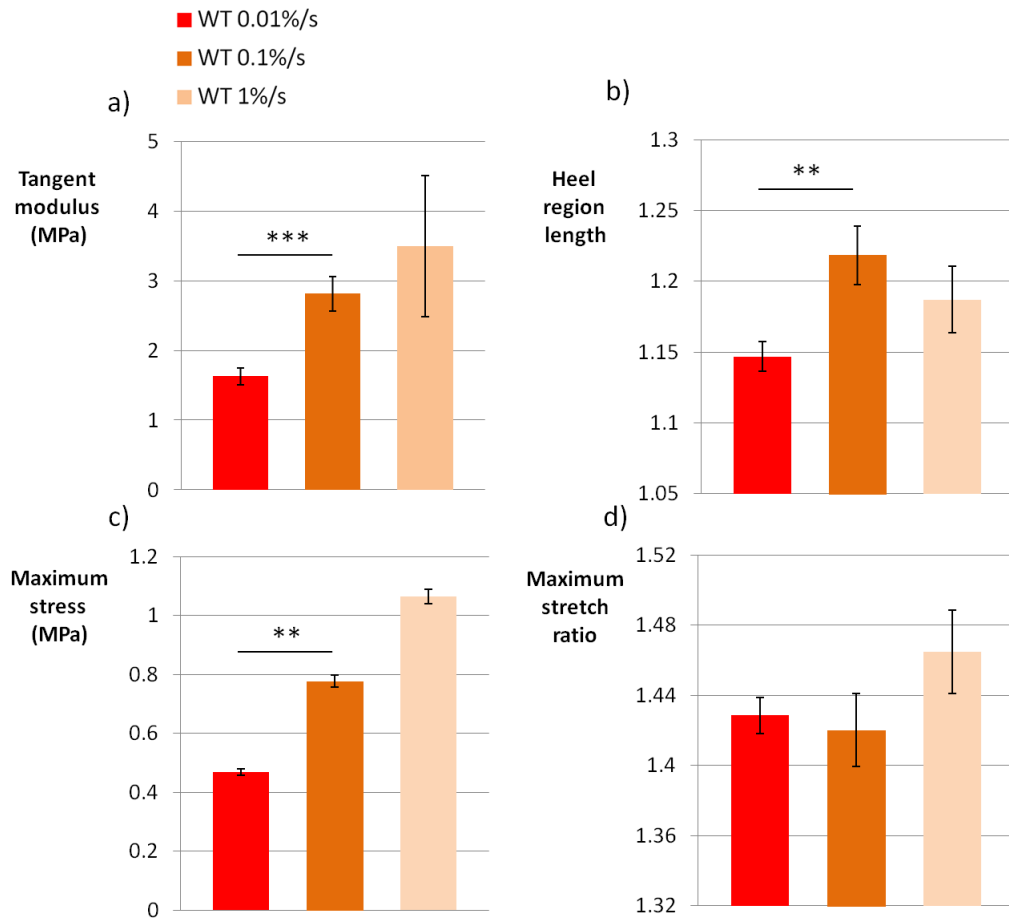 WT 0.01%/s
WT 0.1%/s
WT 1%/s
a)
Tangent
modulus
(MPa)
5
4
3
2
1
0
***
b)
Heel
region
length
1.3
1.25
1.2
1.15
1.1
1.05
**
c)
Maximum
stress
(MPa)
1.2
1
0.8
0.6
0.4
0.2
0
**
d)
Maximum
stretch
ratio
1.52
1.48
1.44
1.4
1.36
1.32